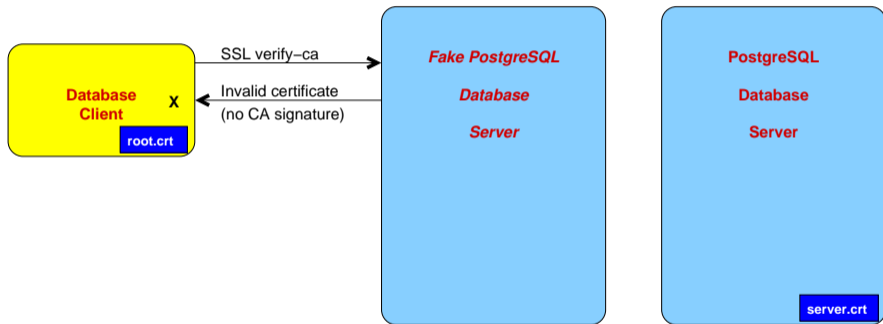 Database
Client
X
root.crt
SSL verify−ca
Invalid certificate
(no CA signature)
Fake PostgreSQL
Database
Server
PostgreSQL
Database
Server
server.crt